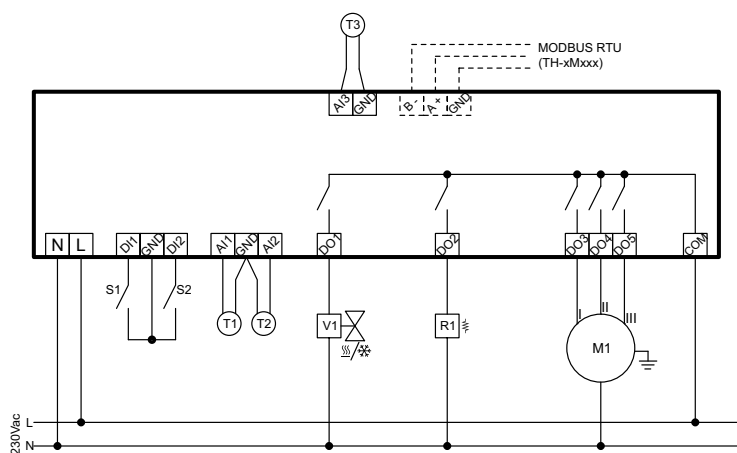 T3
MODBUS RTU
(TH-xMxxx)
AI3
GND
B -
A +
GND
N
L
DI1
GND
DI2
AI1
GND
AI2
DO1
DO2
DO3
DO4
DO5
COM
S1
S2
T1
T2
V1
R1
I
II
III
M1
230Vac
L
N